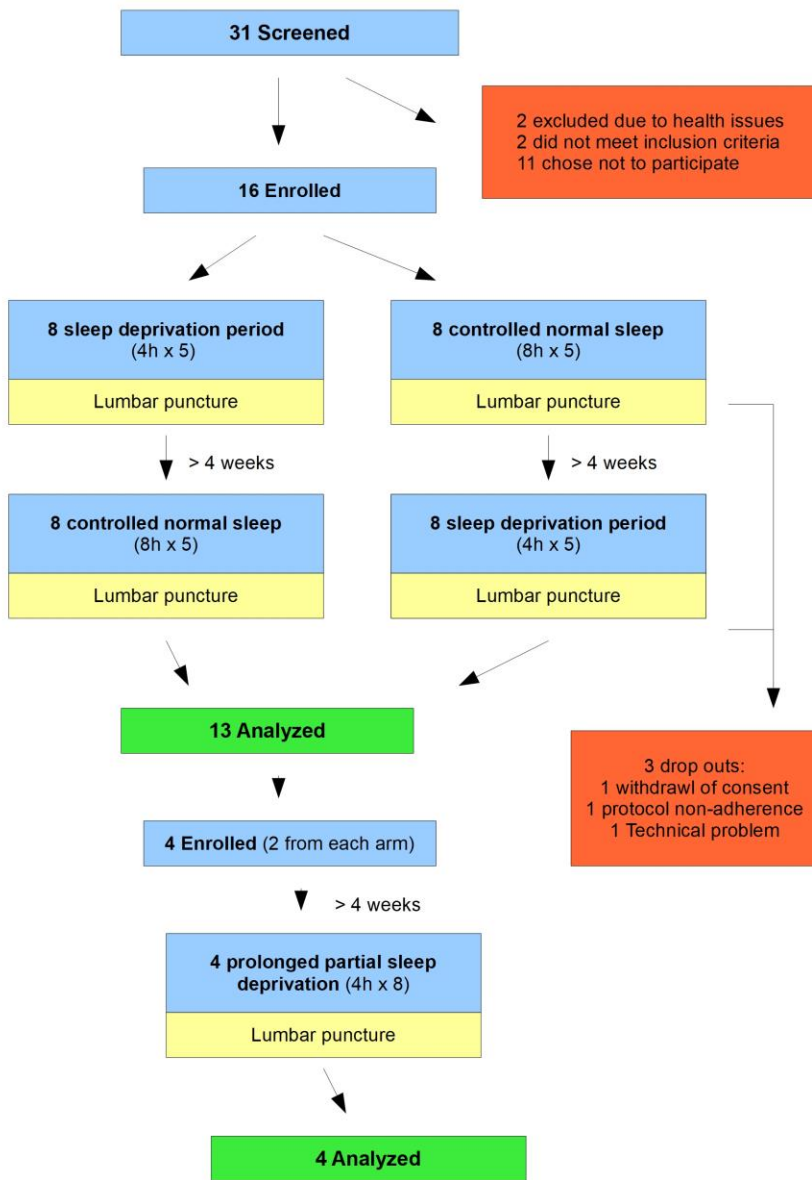 31 Screened
2 excluded due to health issues
2 did not meet inclusion criteria
11 chose not to participate
16 Enrolled
8 sleep deprivation period
(4h x 5)
Lumbar puncture
8 controlled normal sleep
(8h x 5)
Lumbar puncture
> 4 weeks
> 4 weeks
8 controlled normal sleep
(8h x 5)
Lumbar puncture
8 sleep deprivation period
(4h x 5)
Lumbar puncture
13 Analyzed
3 drop outs:
1 withdrawl of consent
1 protocol non-adherence
1 Technical problem
4 Enrolled (2 from each arm)
> 4 weeks
4 prolonged partial sleep
deprivation (4h x 8)
Lumbar puncture
4 Analyzed